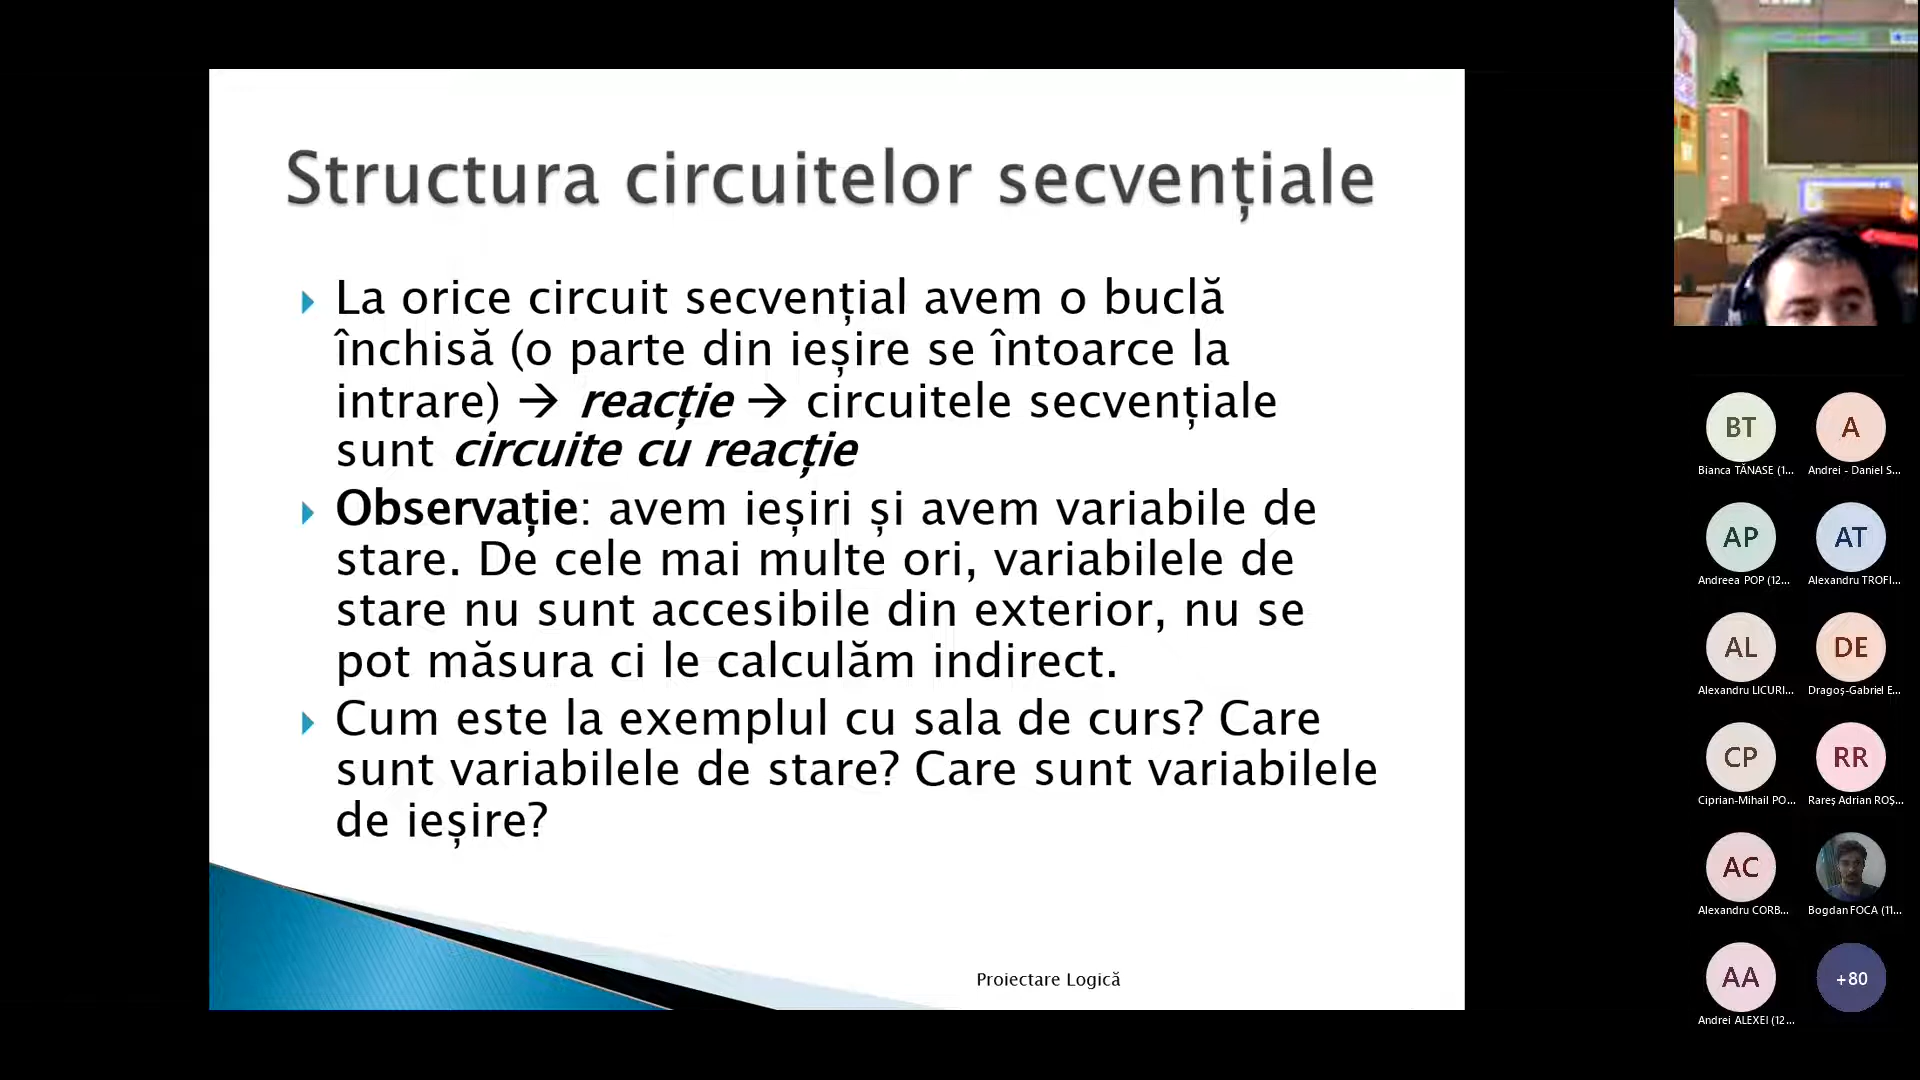 Structura circuitelor secvențiale
La orice circuit secvențial avem o buclă
închisă (o parte din ieșire se întoarce la
intrare) → reacție → circuitele secvențiale
sunt circuite cu reacție
Observație: avem ieșiri și avem variabile de
stare. De cele mai multe ori, variabilele de
stare nu sunt accesibile din exterior, nu se
pot măsura ci le calculăm indirect.
Cum este la exemplul cu sala de curs? Care
sunt variabilele de stare? Care sunt variabilele
de ieșire?
Proiectare Logică
BT A
Bianca TĂNASE (1... Andrei - Daniel S...
AP AT
Andreea POP (12... Alexandru TROFI...
AL DE
Alexandru LICURI... Dragoș-Gabriel E...
CP RR
Ciprian-Mihail PO... Rareș Adrian ROȘ...
AC
Alexandru CORB... Bogdan FOCA (11...
AA +80
Andrei ALEXEI (12...